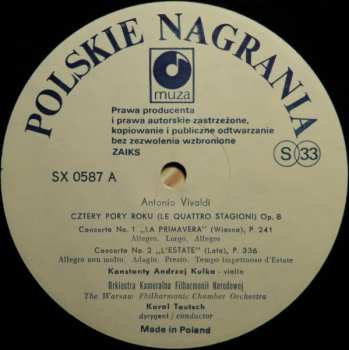 POLSKIE NAGRANIA
muza
Prawa producenta
i prawa autorskie zastrzeżone,
kopiowanie i publiczne odtwarzanie
bez zezwolenia wzbronione
ZAIKS
S 33
SX 0587 A
Antonio Vivaldi
CZTERY PORY ROKU (LE QUATTRO STAGIONI) Op. 8
Concerto No. 1 „LA PRIMAVERA" (Wiosna), P. 241
Allegro. Largo. Allegro
Concerto No. 2 „L'ESTATE" (Lato), P. 336
Allegro non molto. Adagio. Presto. Tempo impettuoso d'Estate
Konstanty Andrzej Kulka - violin
Orkiestra Kameralna Filharmonii Narodowej
The Warsaw Philharmonic Chamber Orchestra
Karol Teutsch
dyrygent / conductor
Made in Poland